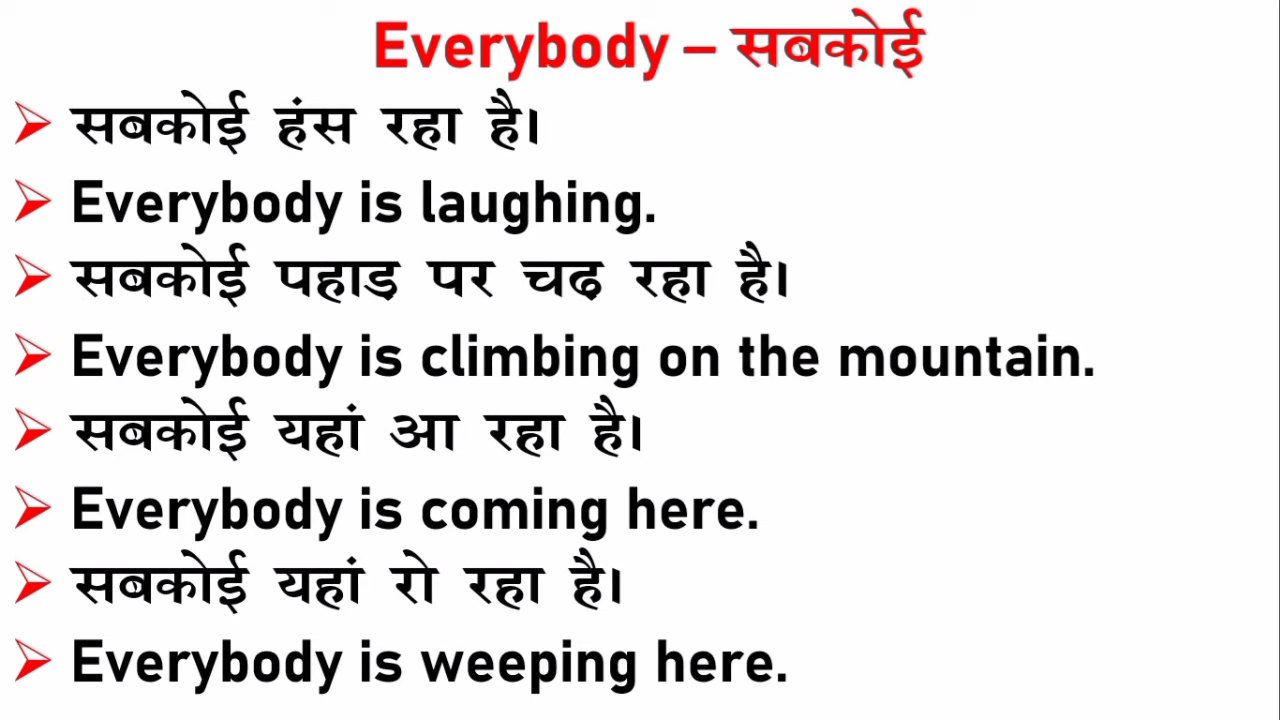 Everybody – सबकोई
➢ सबकोई हंस रहा है।
➢ Everybody is laughing.
➢ सबकोई पहाड़ पर चढ़ रहा है।
➢ Everybody is climbing on the mountain.
➢ सबकोई यहां आ रहा है।
➢ Everybody is coming here.
➢ सबकोई यहां रो रहा है।
➢ Everybody is weeping here.